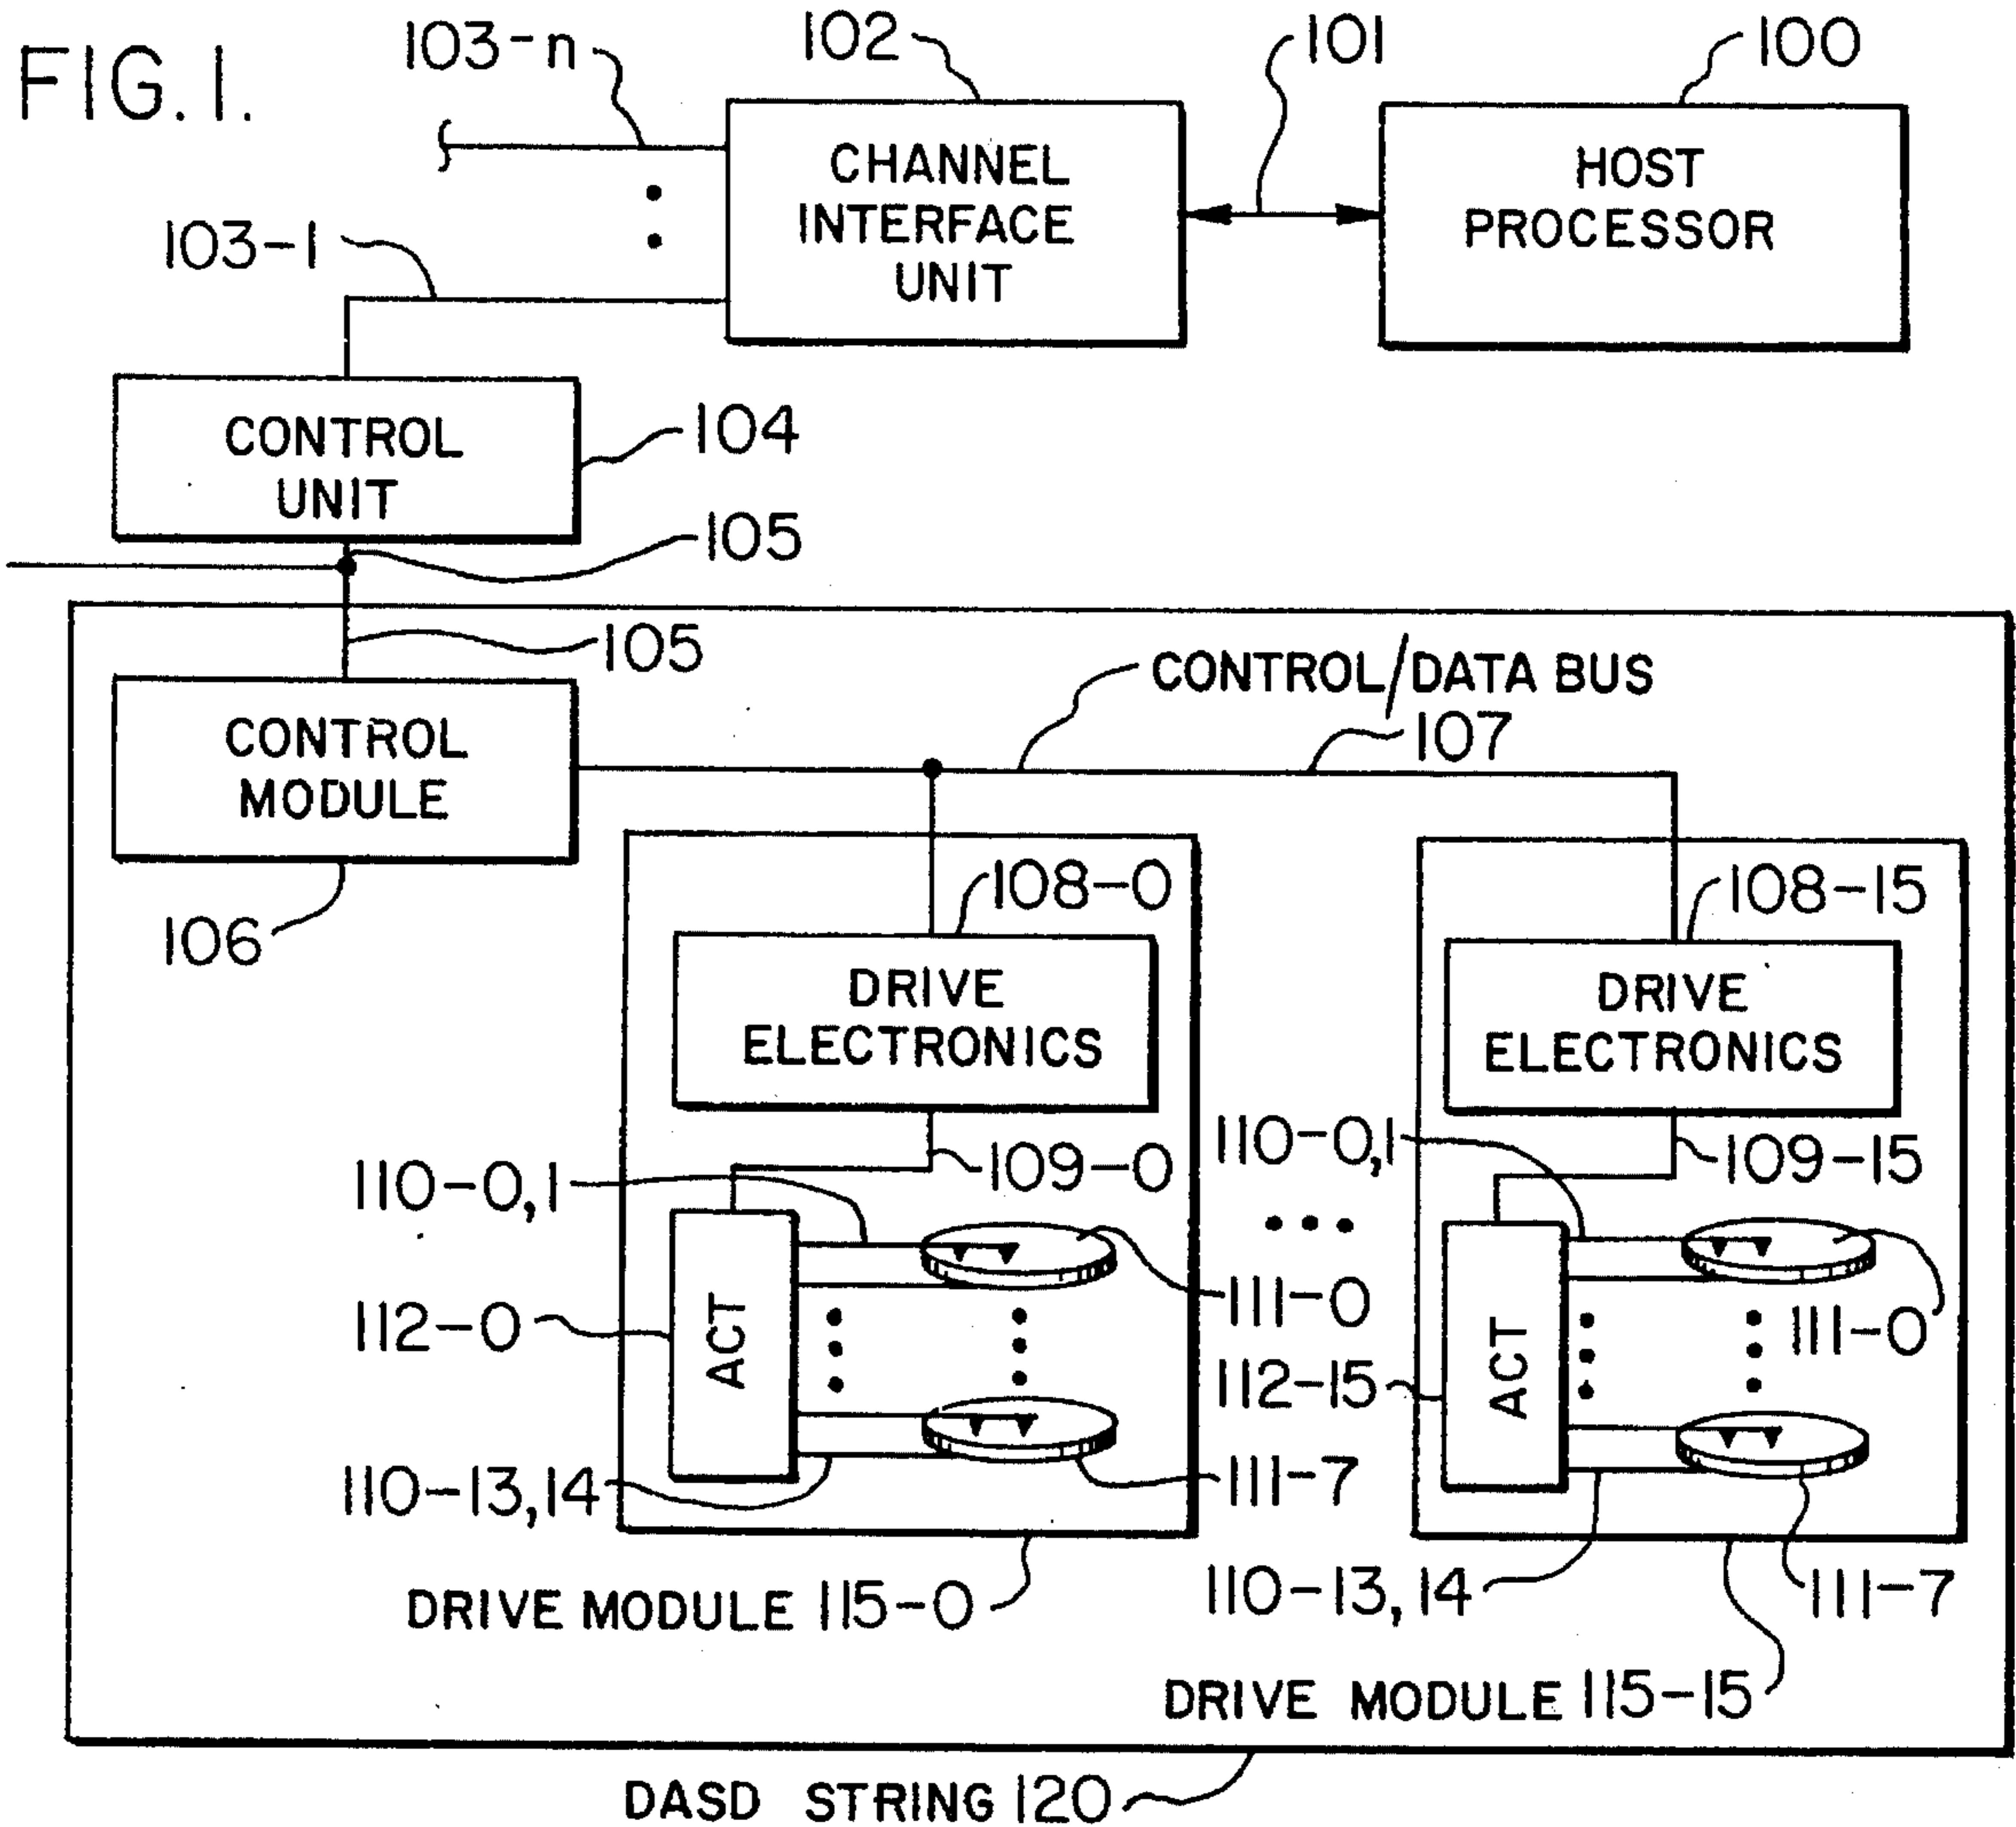 FIG. 1.
103-n
102
101
100
CHANNEL
INTERFACE
UNIT
HOST
PROCESSOR
103-1
CONTROL
UNIT
104
105
105
CONTROL/DATA BUS
107
CONTROL
MODULE
106
108-0
108-15
DRIVE
ELECTRONICS
DRIVE
ELECTRONICS
110-0,1
109-0
110-0,1
109-15
112-0
ACT
111-0
112-15
ACT
111-0
110-13,14
111-7
110-13,14
111-7
DRIVE MODULE 115-0
DRIVE MODULE 115-15
DASD STRING 120